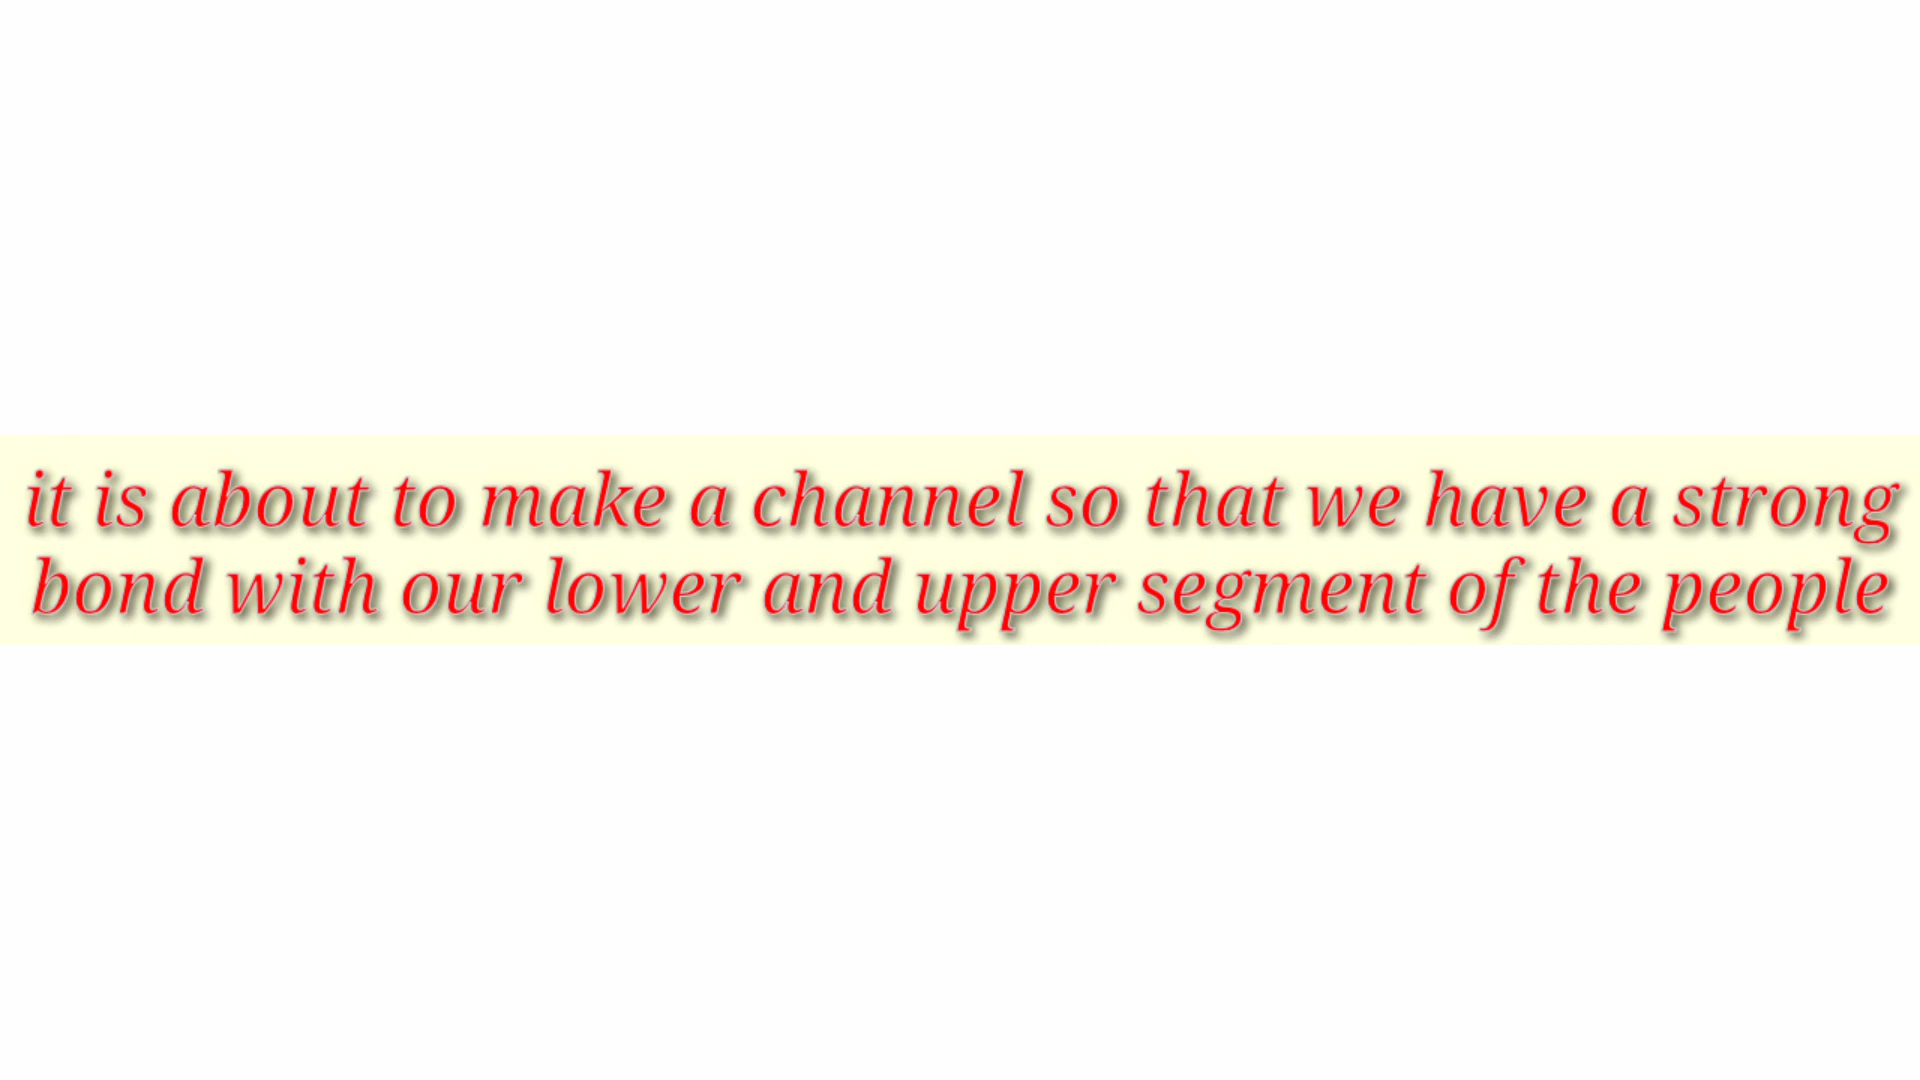 it is about to make a channel so that we have a strong
bond with our lower and upper segment of the people